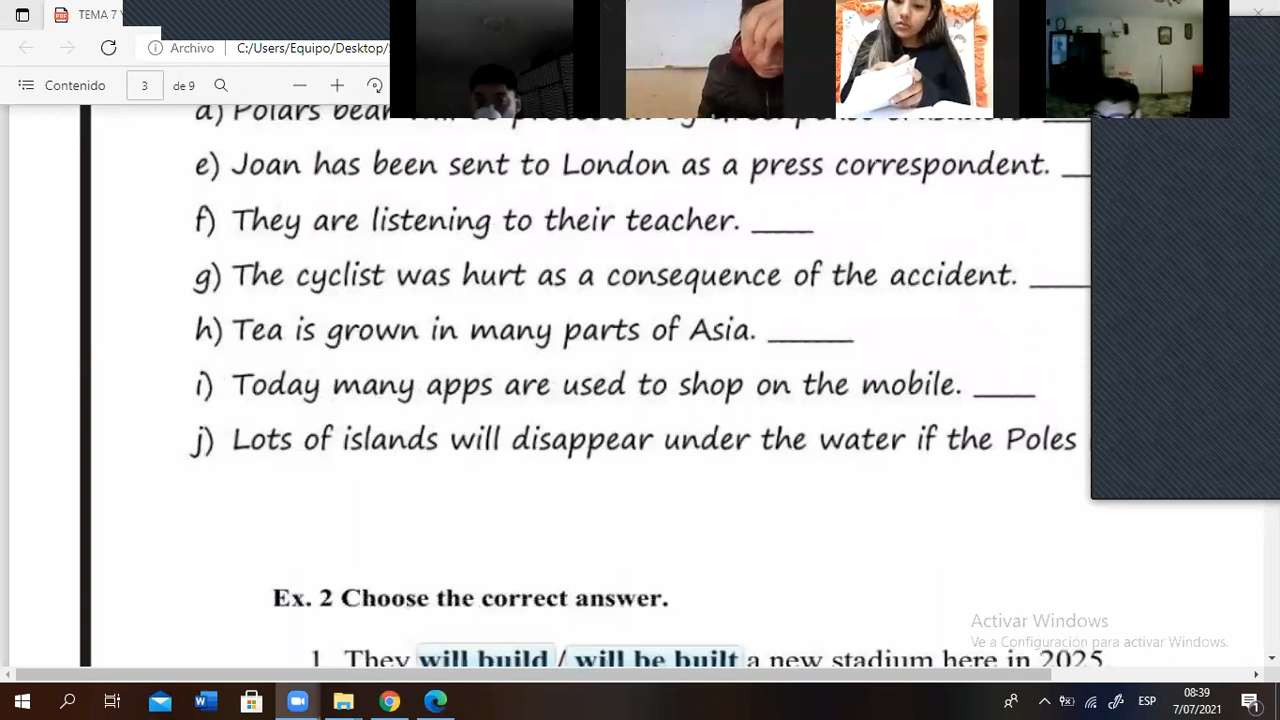 TEMA 7 Y
Archivo C:/Users/Equipo/Desktop/
Contenido 3 de 9
d) Polars bear
e) Joan has been sent to London as a press correspondent. __
f) They are listening to their teacher. ____
g) The cyclist was hurt as a consequence of the accident. ____
h) Tea is grown in many parts of Asia. ______
i) Today many apps are used to shop on the mobile. ____
j) Lots of islands will disappear under the water if the Poles
Ex. 2 Choose the correct answer.
Activar Windows
Ve a Configuración para activar Windows.
1. They will build / will be built a new stadium here in 2025.
ESP
08:39
7/07/2021
1